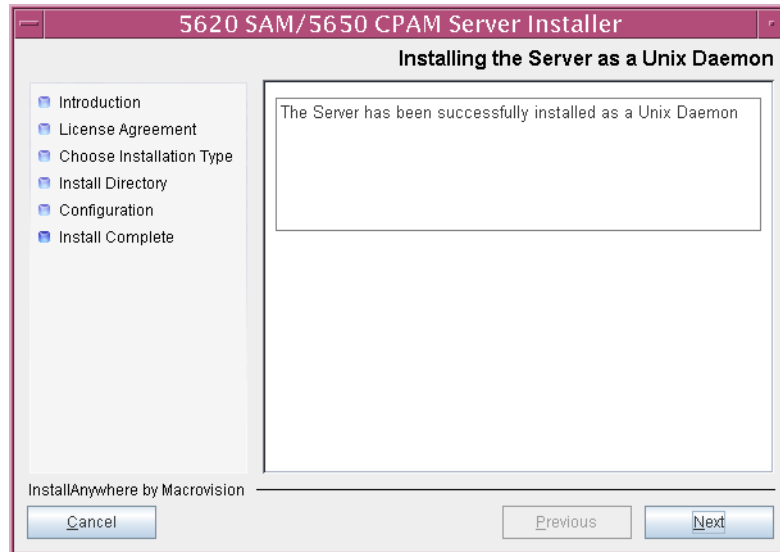 5620 SAM/5650 CPAM Server Installer
Installing the Server as a Unix Daemon
Introduction
License Agreement
Choose Installation Type
Install Directory
Configuration
Install Complete
The Server has been successfully installed as a Unix Daemon
InstallAnywhere by Macrovision
Cancel
Previous
Next